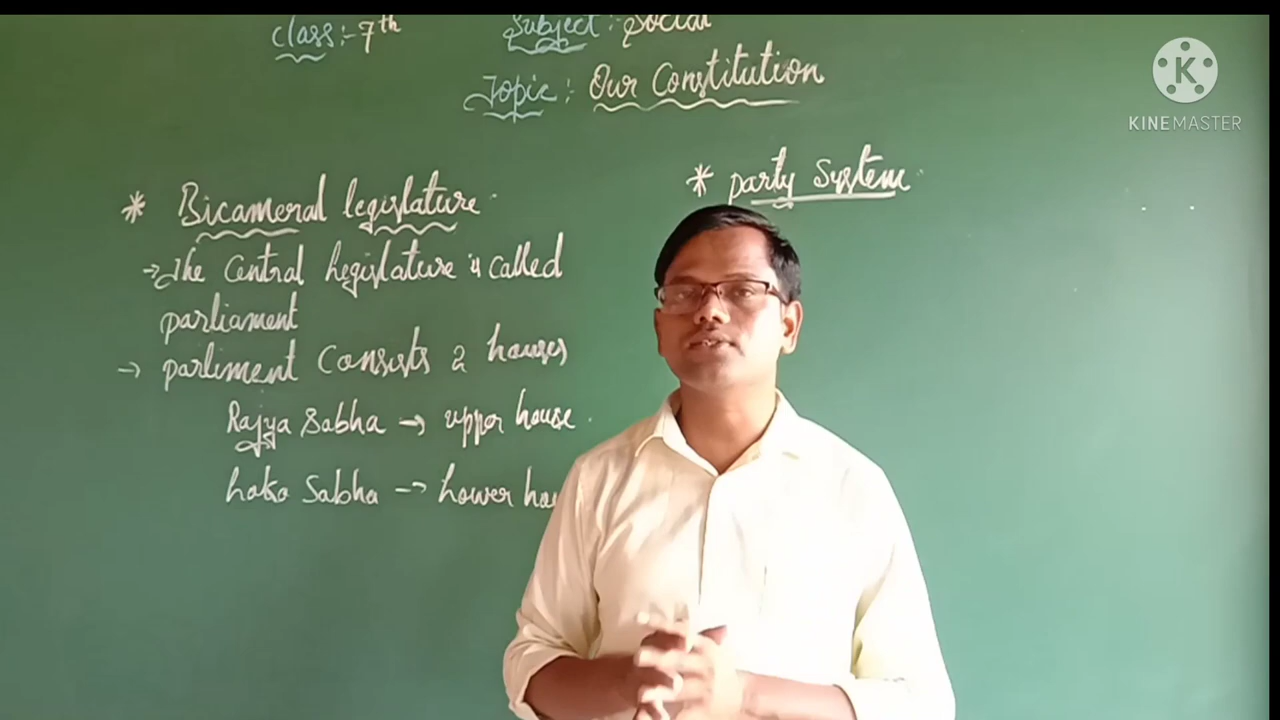 class:- 7th
Subject:- Social
Topic:- Our Constitution
* Bicameral legislature.
→ The Central Legislature is called
parliament
→ parliment Consists 2 houses
Rajya Sabha → upper house.
Loka Sabha → Lower hou
* party System
KINEMASTER